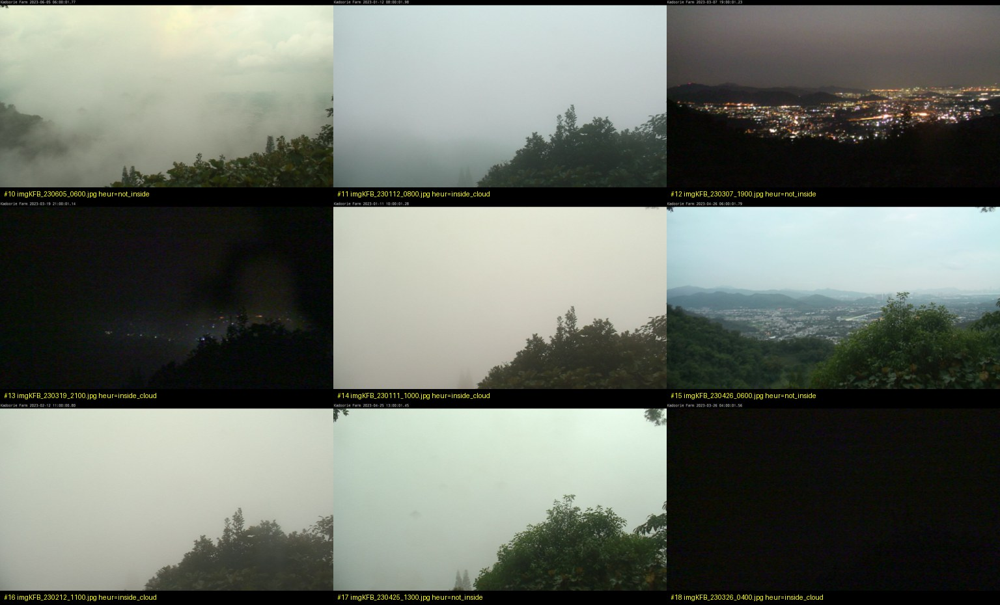 Kadoorie Farm 2023-06-05 06:00:01.77
Kadoorie Farm 2023-01-12 08:00:01.98
Kadoorie Farm 2023-03-07 19:00:01.23
#10 imgKFB_230605_0600.jpg heur=not_inside
#11 imgKFB_230112_0800.jpg heur=inside_cloud
#12 imgKFB_230307_1900.jpg heur=not_inside
Kadoorie Farm 2023-03-19 21:00:01.14
Kadoorie Farm 2023-01-11 10:00:01.28
Kadoorie Farm 2023-04-26 06:00:01.79
#13 imgKFB_230319_2100.jpg heur=inside_cloud
#14 imgKFB_230111_1000.jpg heur=inside_cloud
#15 imgKFB_230426_0600.jpg heur=not_inside
Kadoorie Farm 2023-02-12 11:00:00.80
Kadoorie Farm 2023-04-25 13:00:01.45
Kadoorie Farm 2023-03-26 04:00:01.56
#16 imgKFB_230212_1100.jpg heur=inside_cloud
#17 imgKFB_230425_1300.jpg heur=not_inside
#18 imgKFB_230326_0400.jpg heur=inside_cloud